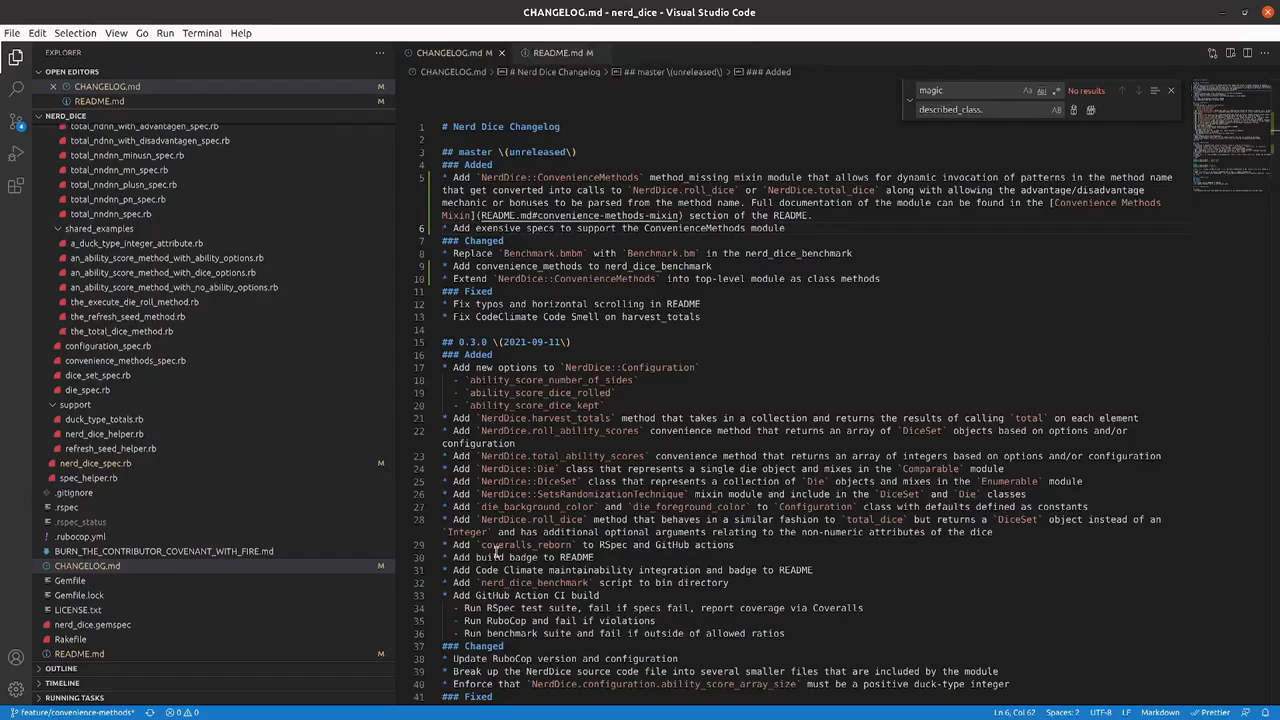 CHANGELOG.md - nerd_dice - Visual Studio Code
File Edit Selection View Go Run Terminal Help
EXPLORER
OPEN EDITORS
CHANGELOG.md M
README.md M
NERD_DICE
total_ndnn_with_advantagen_spec.rb
total_ndnn_with_disadvantagen_spec.rb
total_nndnn_minusn_spec.rb
total_nndnn_mn_spec.rb
total_nndnn_plusn_spec.rb
total_nndnn_pn_spec.rb
total_nndnn_spec.rb
shared_examples
a_duck_type_integer_attribute.rb
an_ability_score_method_with_ability_options.rb
an_ability_score_method_with_dice_options.rb
an_ability_score_method_with_no_ability_options.rb
the_execute_die_roll_method.rb
the_refresh_seed_method.rb
the_total_dice_method.rb
configuration_spec.rb
convenience_methods_spec.rb
dice_set_spec.rb
die_spec.rb
support
duck_type_totals.rb
nerd_dice_helper.rb
refresh_seed_helper.rb
nerd_dice_spec.rb M
spec_helper.rb
.gitignore
.rspec
.rspec_status
.rubocop.yml
BURN_THE_CONTRIBUTOR_COVENANT_WITH_FIRE.md
CHANGELOG.md M
Gemfile
Gemfile.lock
LICENSE.txt
nerd_dice.gemspec
Rakefile
README.md M
OUTLINE
TIMELINE
RUNNING TASKS
CHANGELOG.md M
README.md M
CHANGELOG.md > # Nerd Dice Changelog > ## master \(unreleased\) > ### Added
magic Aa Ab .* No results
described_class. AB
1 # Nerd Dice Changelog
2
3 ## master \(unreleased\)
4 ### Added
5 * Add `NerdDice::ConvenienceMethods` method_missing mixin module that allows for dynamic invocation of patterns in the method name
that get converted into calls to `NerdDice.roll_dice` or `NerdDice.total_dice` along with allowing the advantage/disadvantage
mechanic or bonuses to be parsed from the method name. Full documentation of the module can be found in the [Convenience Methods
Mixin](README.md#convenience-methods-mixin) section of the README.
6 * Add exensive specs to support the ConvenienceMethods module
7 ### Changed
8 * Replace `Benchmark.bmbm` with `Benchmark.bm` in the nerd_dice_benchmark
9 * Add convenience_methods to nerd_dice_benchmark
10 * Extend `NerdDice::ConvenienceMethods` into top-level module as class methods
11 ### Fixed
12 * Fix typos and horizontal scrolling in README
13 * Fix CodeClimate Code Smell on harvest_totals
14
15 ## 0.3.0 \(2021-09-11\)
16 ### Added
17 * Add new options to `NerdDice::Configuration`
18 - `ability_score_number_of_sides`
19 - `ability_score_dice_rolled`
20 - `ability_score_dice_kept`
21 * Add `NerdDice.harvest_totals` method that takes in a collection and returns the results of calling `total` on each element
22 * Add `NerdDice.roll_ability_scores` convenience method that returns an array of `DiceSet` objects based on options and/or
configuration
23 * Add `NerdDice.total_ability_scores` convenience method that returns an array of integers based on options and/or configuration
24 * Add `NerdDice::Die` class that represents a single die object and mixes in the `Comparable` module
25 * Add `NerdDice::DiceSet` class that represents a collection of `Die` objects and mixes in the `Enumerable` module
26 * Add `NerdDice::SetsRandomizationTechnique` mixin module and include in the `DiceSet` and `Die` classes
27 * Add `die_background_color` and `die_foreground_color` to `Configuration` class with defaults defined as constants
28 * Add `NerdDice.roll_dice` method that behaves in a similar fashion to `total_dice` but returns a `DiceSet` object instead of an
`Integer` and has additional optional arguments relating to the non-numeric attributes of the dice
29 * Add `coveralls_reborn` to RSpec and GitHub actions
30 * Add build badge to README
31 * Add Code Climate maintainability integration and badge to README
32 * Add `nerd_dice_benchmark` script to bin directory
33 * Add GitHub Action CI build
34 - Run RSpec test suite, fail if specs fail, report coverage via Coveralls
35 - Run RuboCop and fail if violations
36 - Run benchmark suite and fail if outside of allowed ratios
37 ### Changed
38 * Update RuboCop version and configuration
39 * Break up the NerdDice source code file into several smaller files that are included by the module
40 * Enforce that `NerdDice.configuration.ability_score_array_size` must be a positive duck-type integer
41 ### Fixed
feature/convenience-methods* 0 0 Ln 6, Col 62 Spaces: 2 UTF-8 LF Markdown Prettier